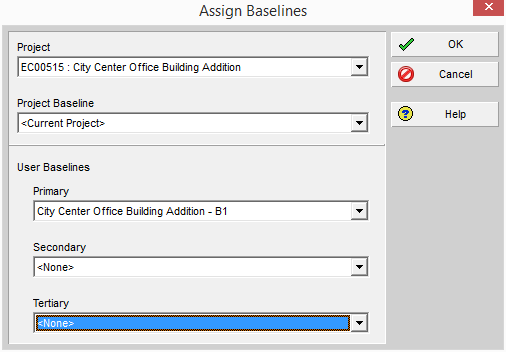 Assign Baselines
Project
EC00515 : City Center Office Building Addition
Project Baseline
<Current Project>
User Baselines
Primary
City Center Office Building Addition - B1
Secondary
<None>
Tertiary
<None>
OK
Cancel
Help